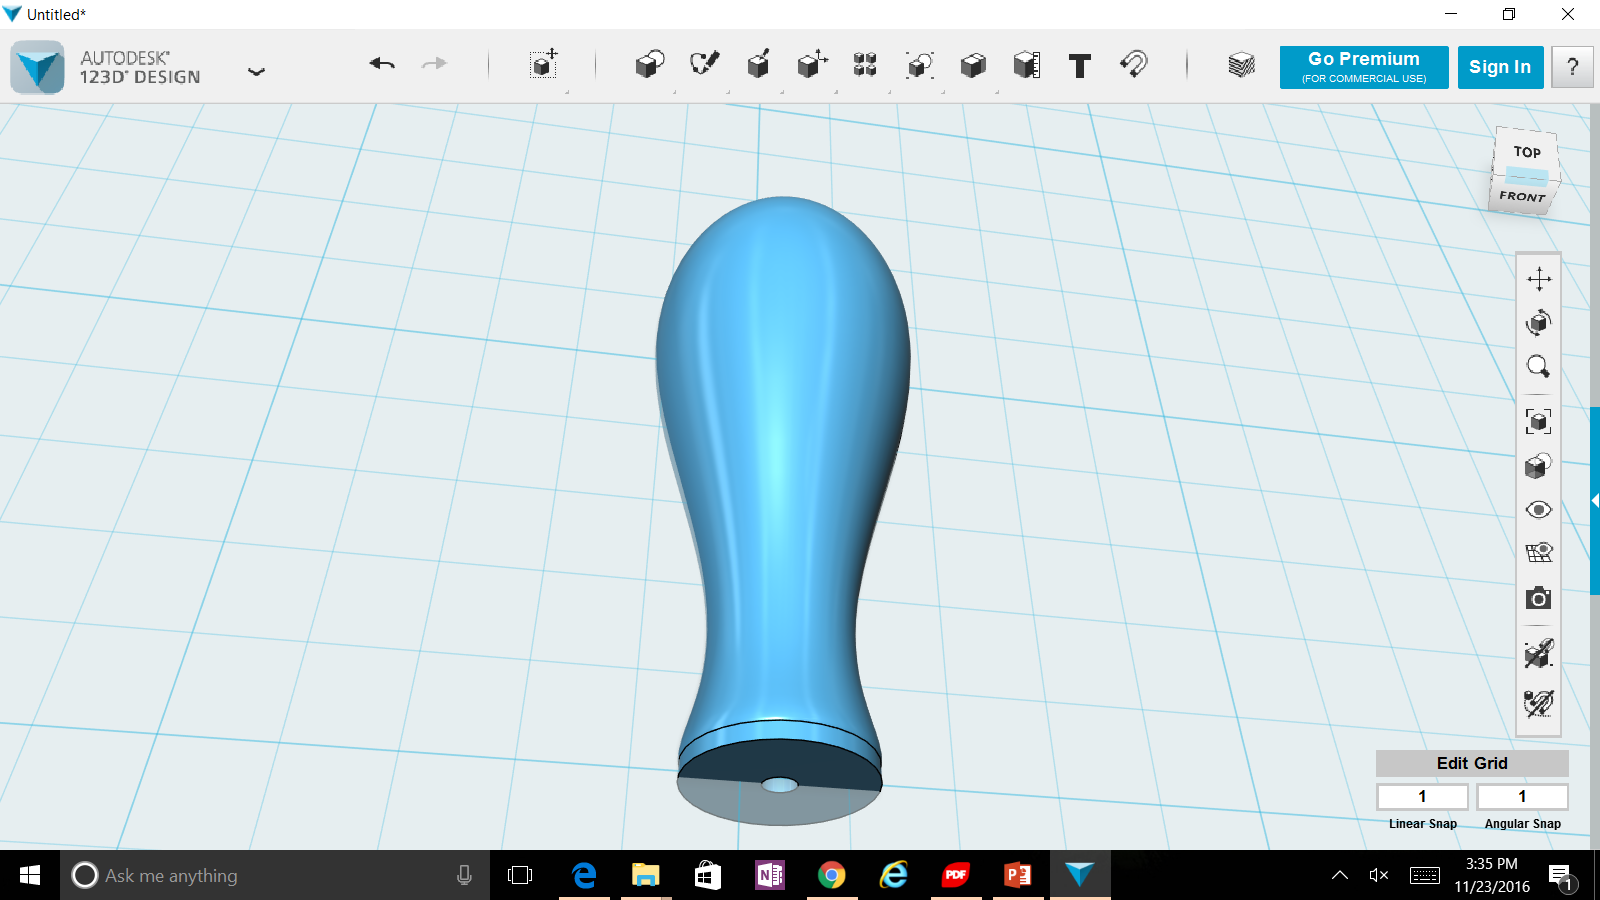 Untitled*
AUTODESK®
123D® DESIGN
Go Premium
(FOR COMMERCIAL USE)
Sign In
?
TOP
FRONT
Edit Grid
1
1
Linear Snap
Angular Snap
Ask me anything
N
PDF
P
3:35 PM
11/23/2016
1